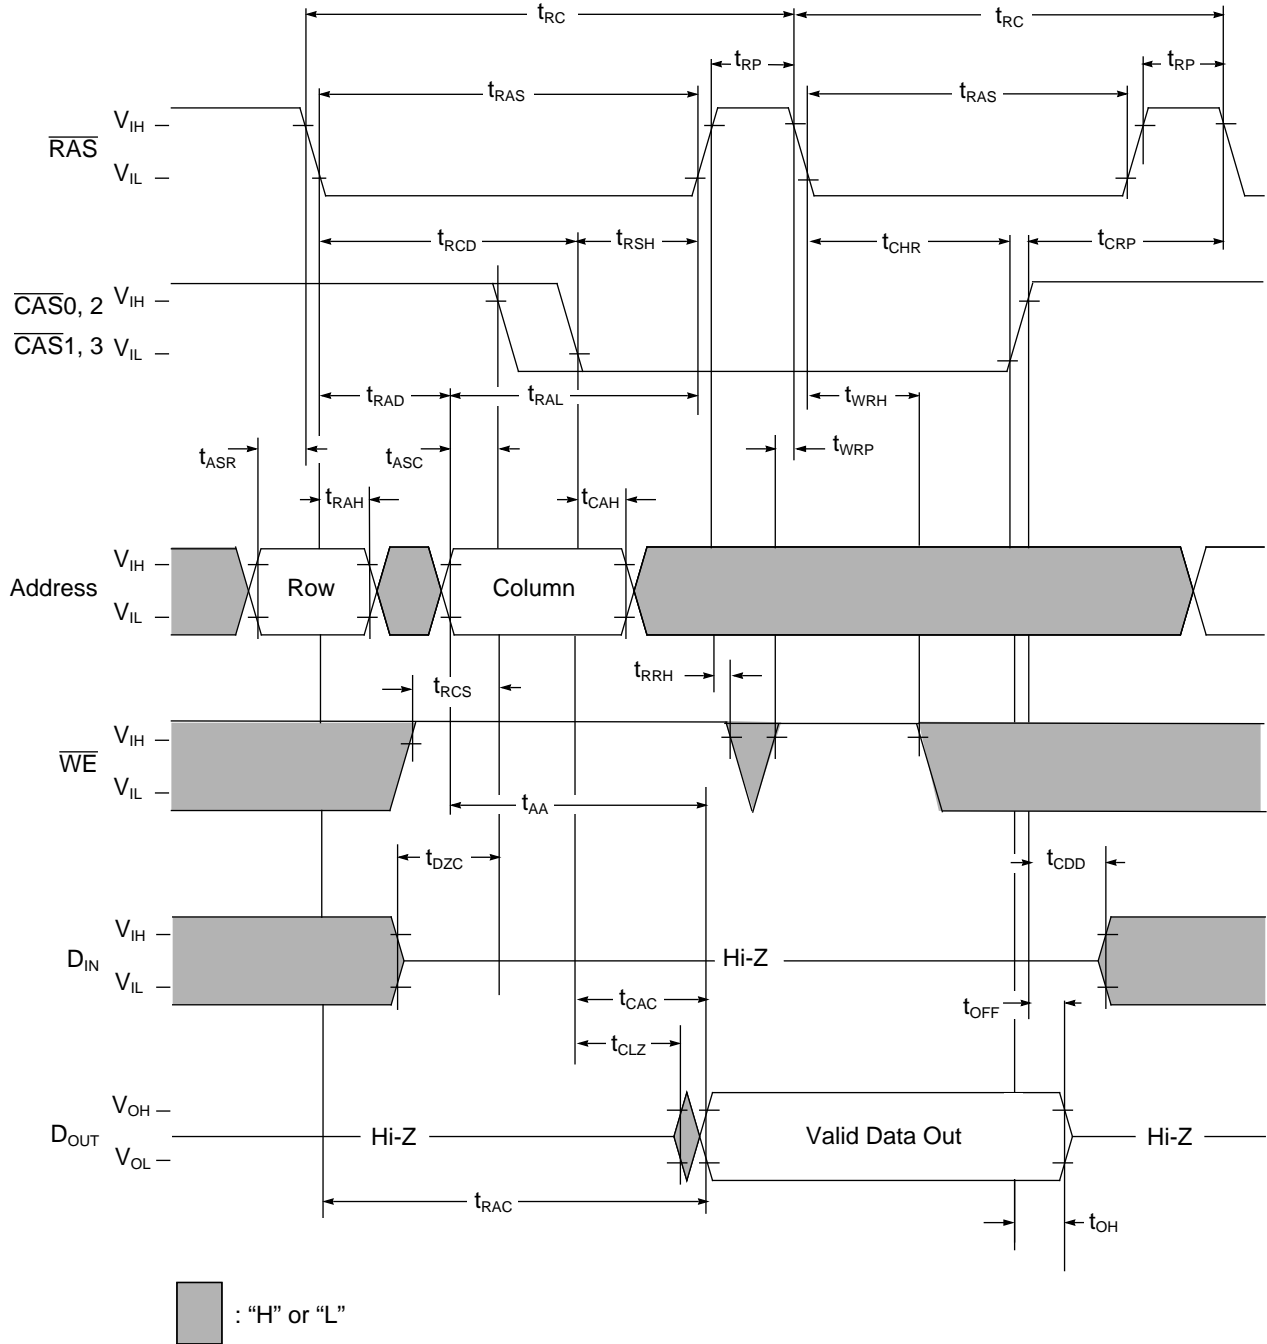 tRC tRC
tRP tRP
tRAS tRAS
RAS VIH
VIL
tRCD tRSH tCHR tCRP
CAS0, 2 VIH
CAS1, 3 VIL
tRAD tRAL tWRH
tASR tASC tWRP
tRAH tCAH
Address VIH
VIL
Row Column
tRCS tRRH
WE VIH
VIL
tAA
tDZC tCDD
DIN VIH
VIL
Hi-Z
tCAC tOFF
tCLZ
DOUT VOH
VOL
Hi-Z Valid Data Out Hi-Z
tRAC tOH
: “H” or “L”